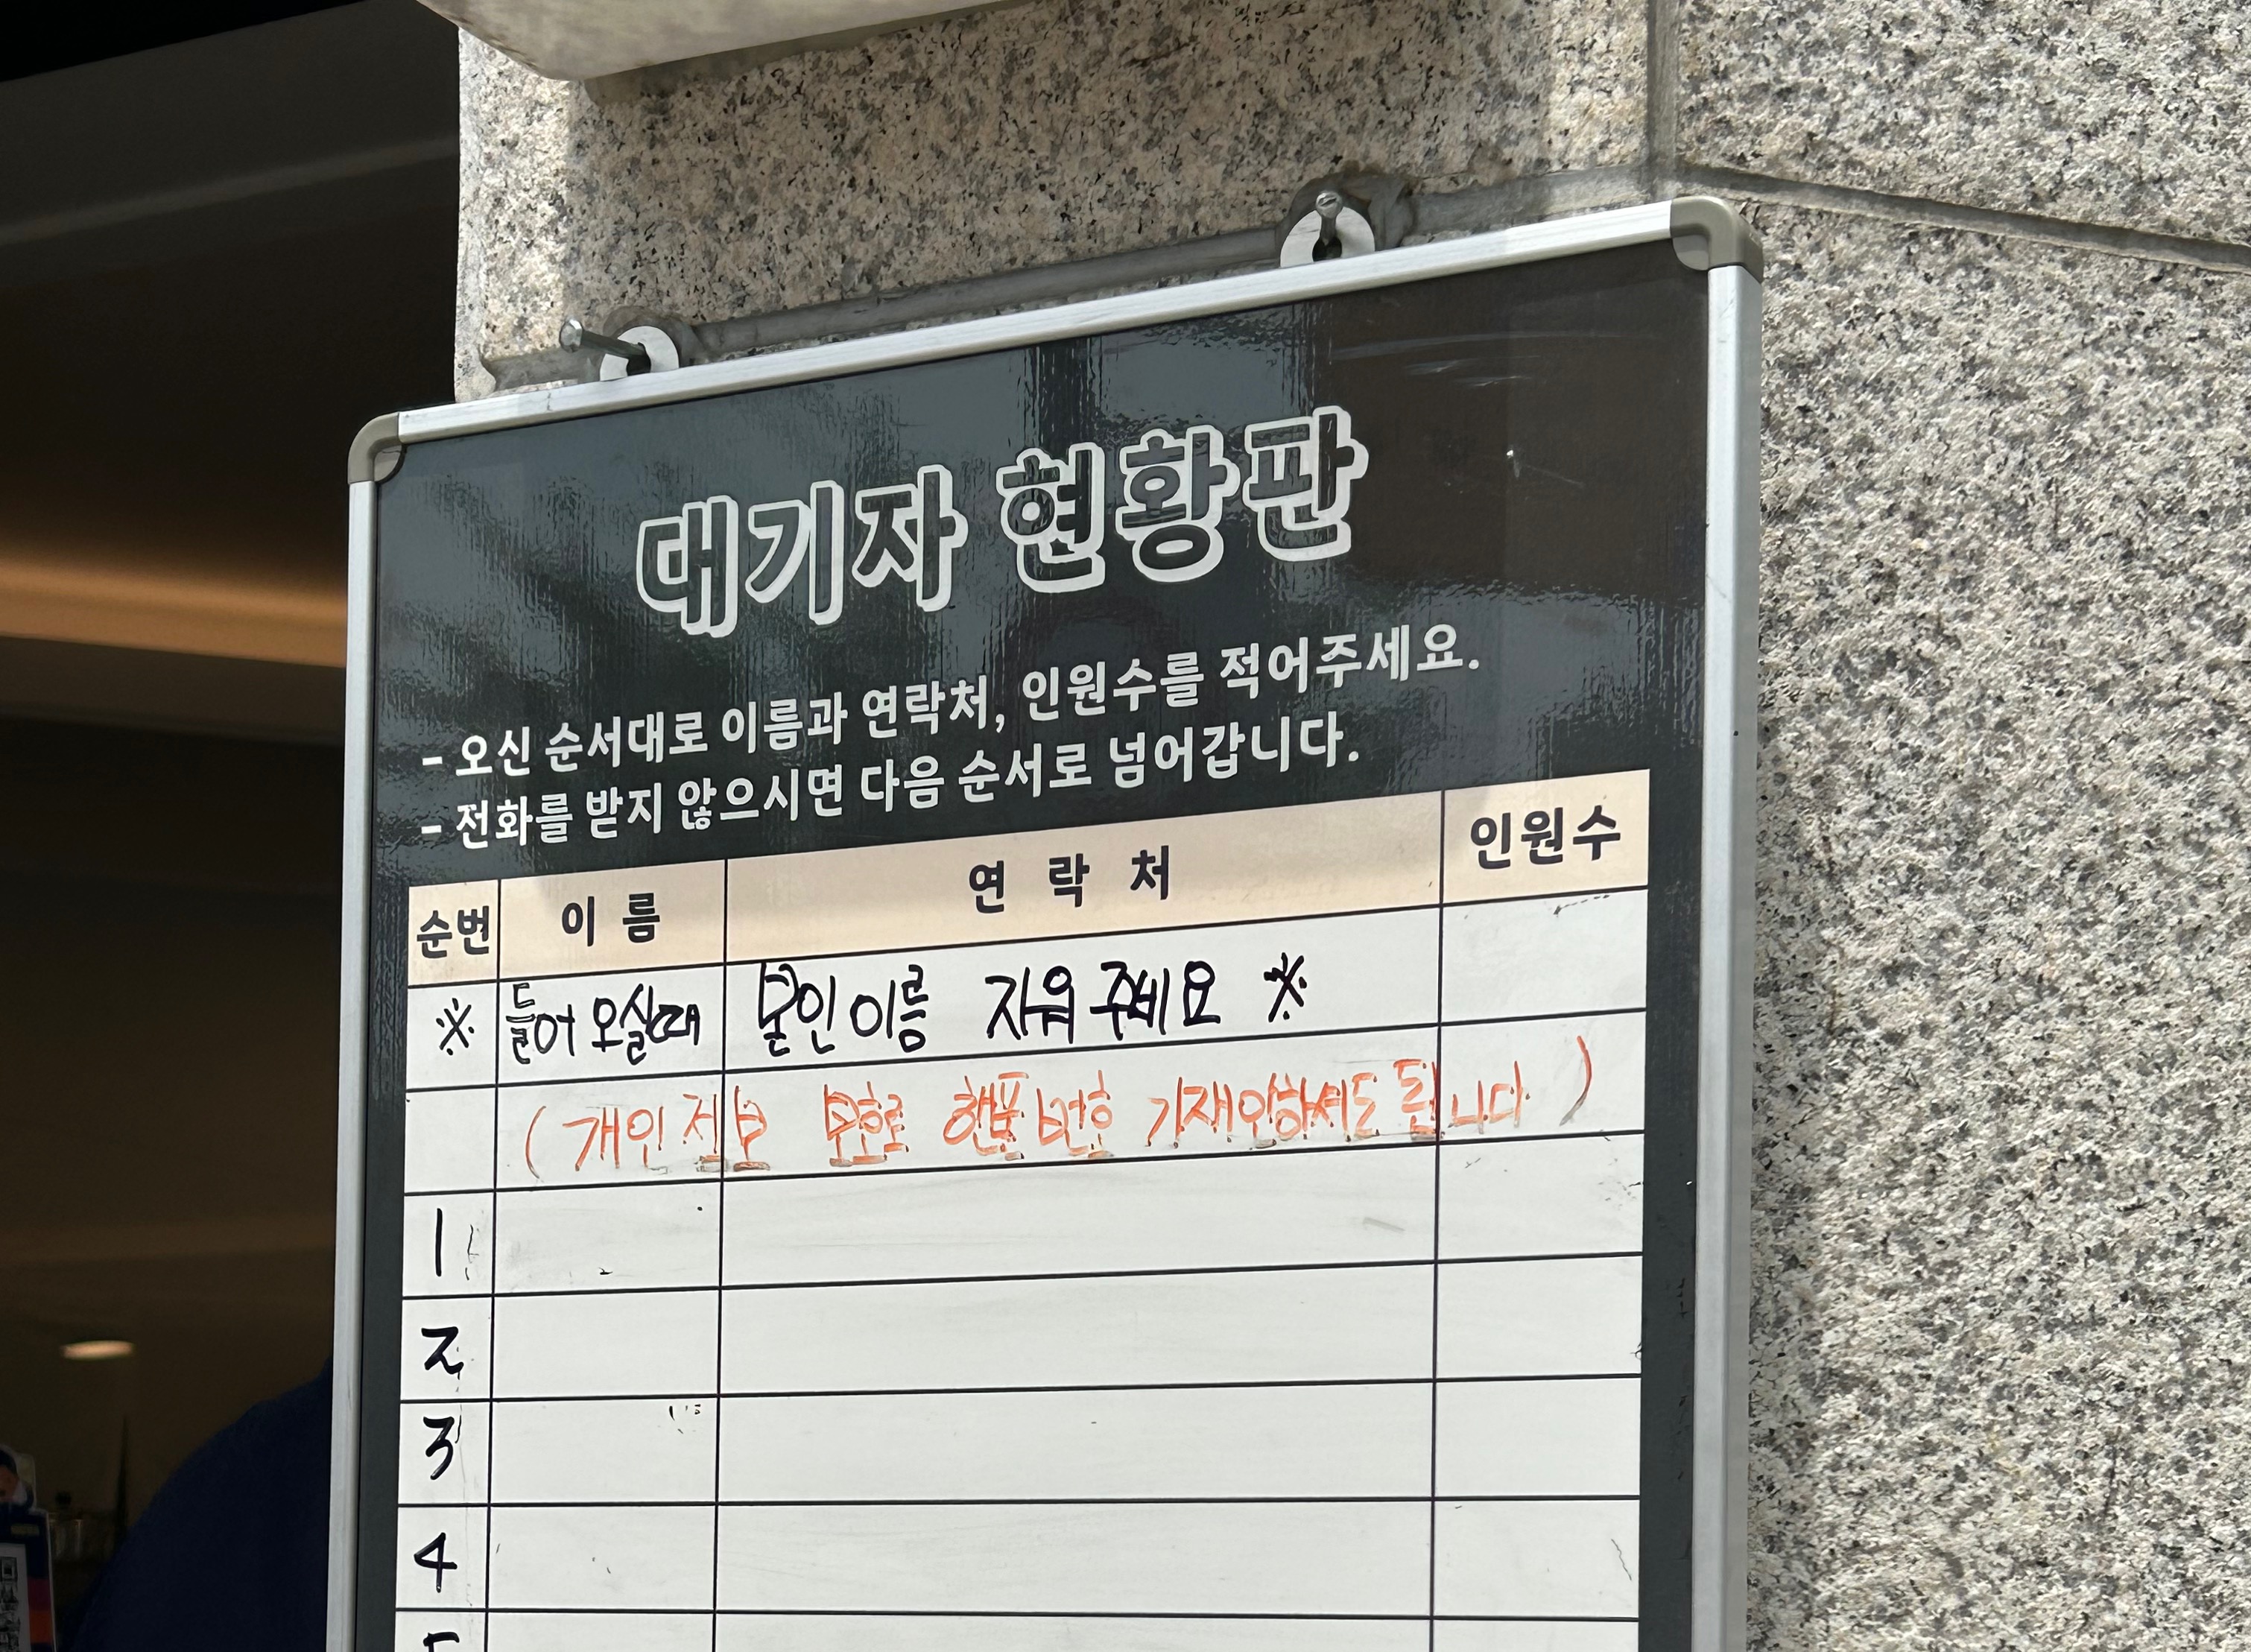 대기자 현황판
- 오신 순서대로 이름과 연락처, 인원수를 적어주세요.
- 전화를 받지 않으시면 다음 순서로 넘어갑니다.
순번 이 름 연 락 처 인원수
※ 들어 오실때 본인 이름 지워 주세요 ※
( 개인 정보 보호로 핸폰 번호 기재 안하셔도 됩니다 )
1
2
3
4